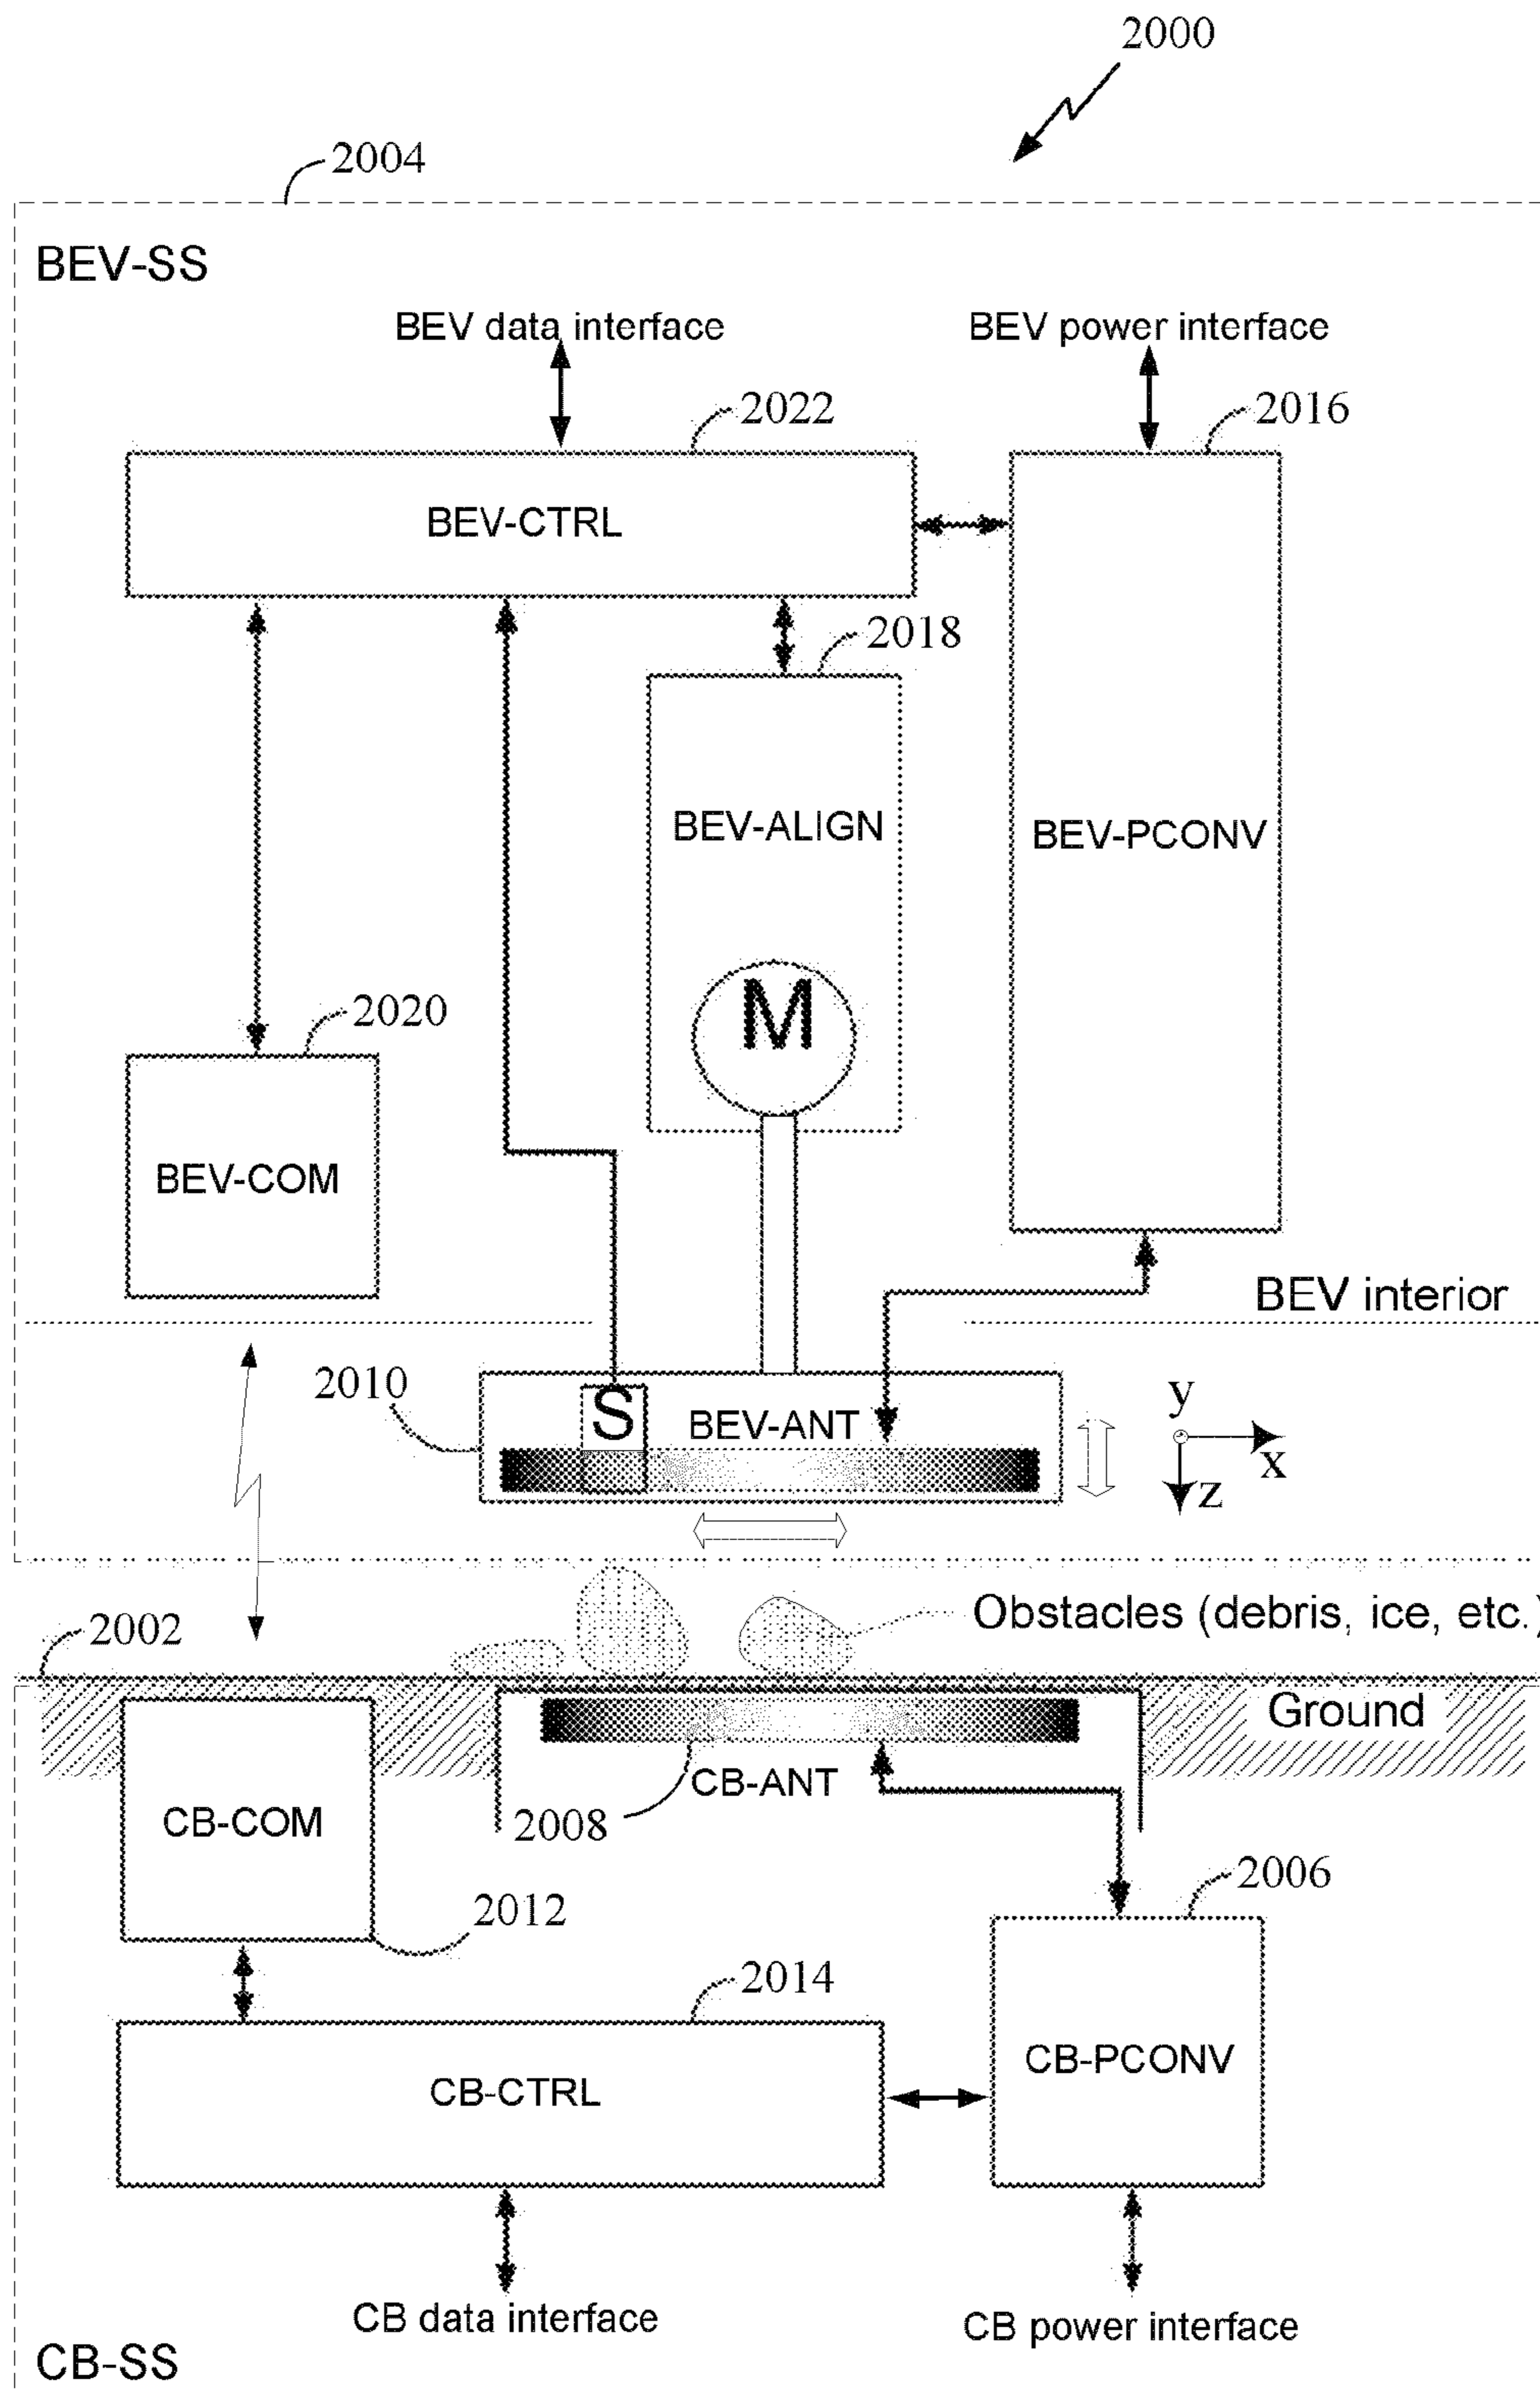 2000
2004
BEV-SS
BEV data interface
BEV power interface
2022
2016
BEV-CTRL
2018
BEV-ALIGN
BEV-PCONV
M
2020
BEV-COM
BEV interior
2010
S
BEV-ANT
y
x
z
Obstacles (debris, ice, etc.)
2002
Ground
CB-ANT
CB-COM
2008
2006
2012
2014
CB-PCONV
CB-CTRL
CB data interface
CB power interface
CB-SS